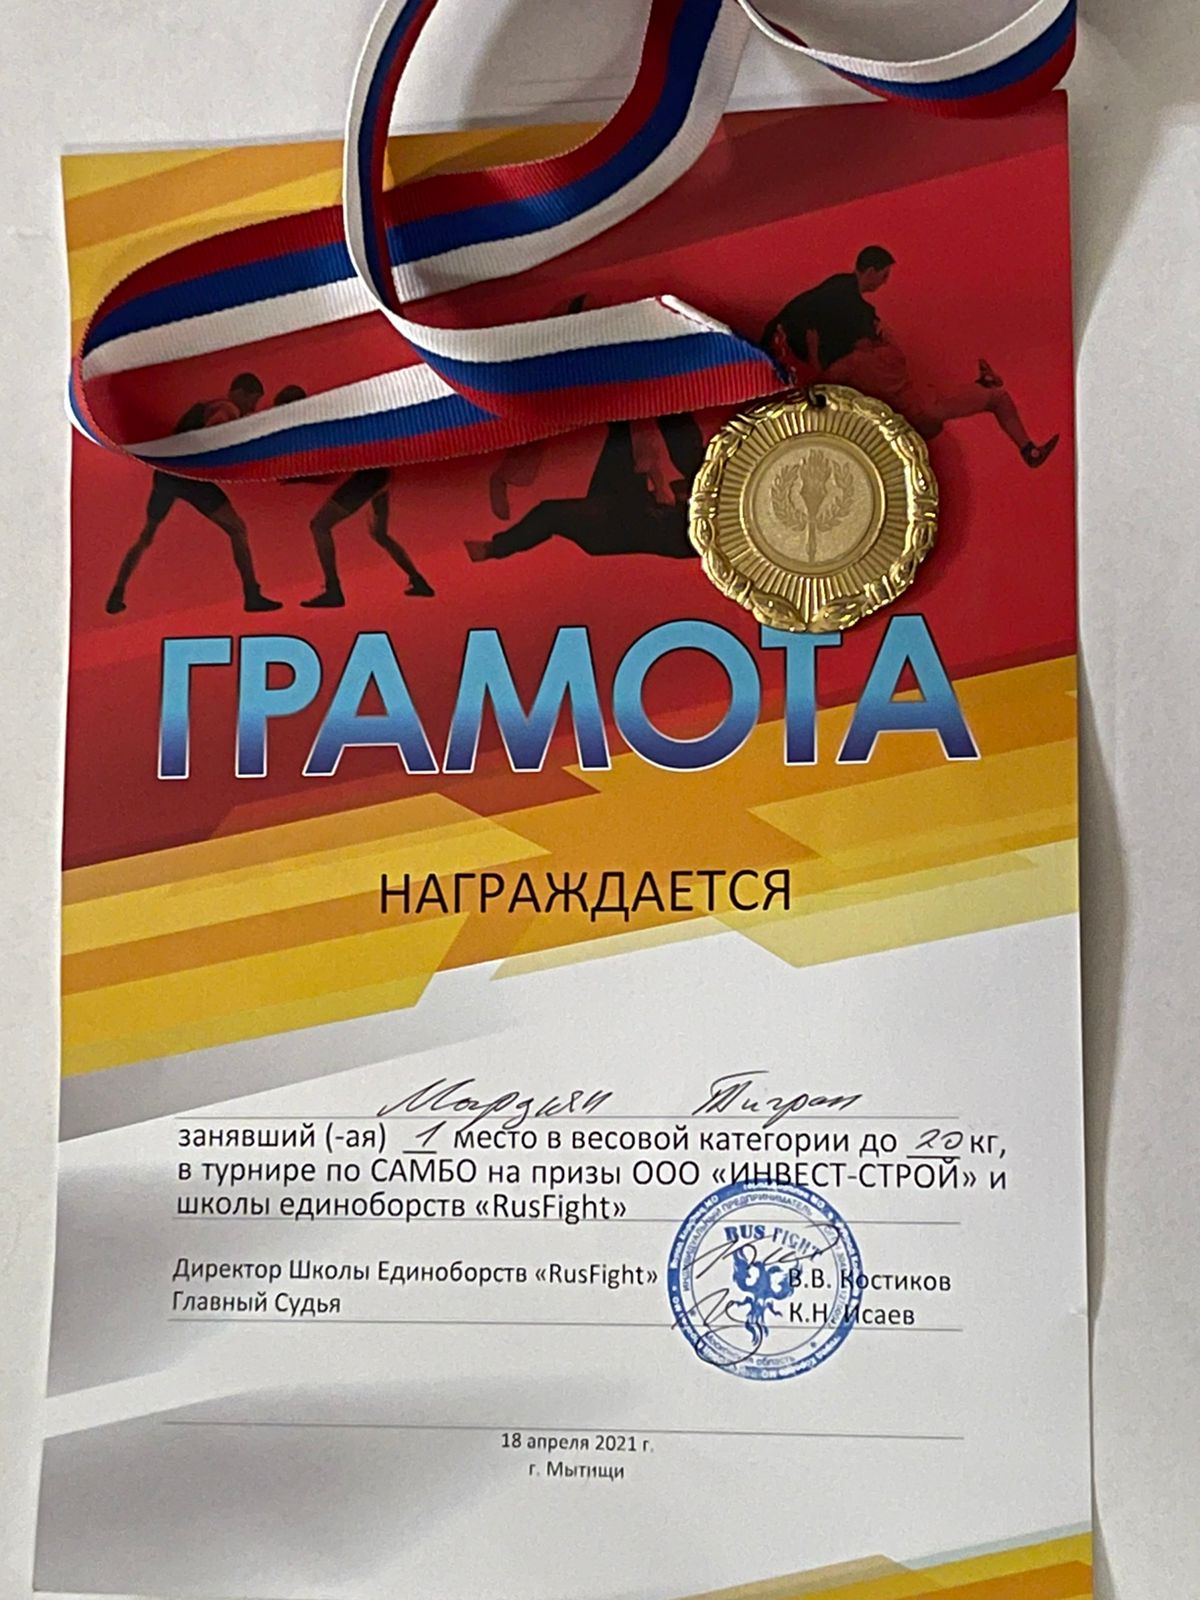 ГРАМОТА
НАГРАЖДАЕТСЯ
Тигран
занявший (-ая) 1 место в весовой категории до 20 кг,
в турнире по САМБО на призы ООО «ИНВЕСТ-СТРОЙ» и
школы единоборств «RusFight»
RUS FIGHT
Директор Школы Единоборств «RusFight» В.В. Костиков
Главный Судья К.Н. Исаев
18 апреля 2021 г.
г. Мытищи